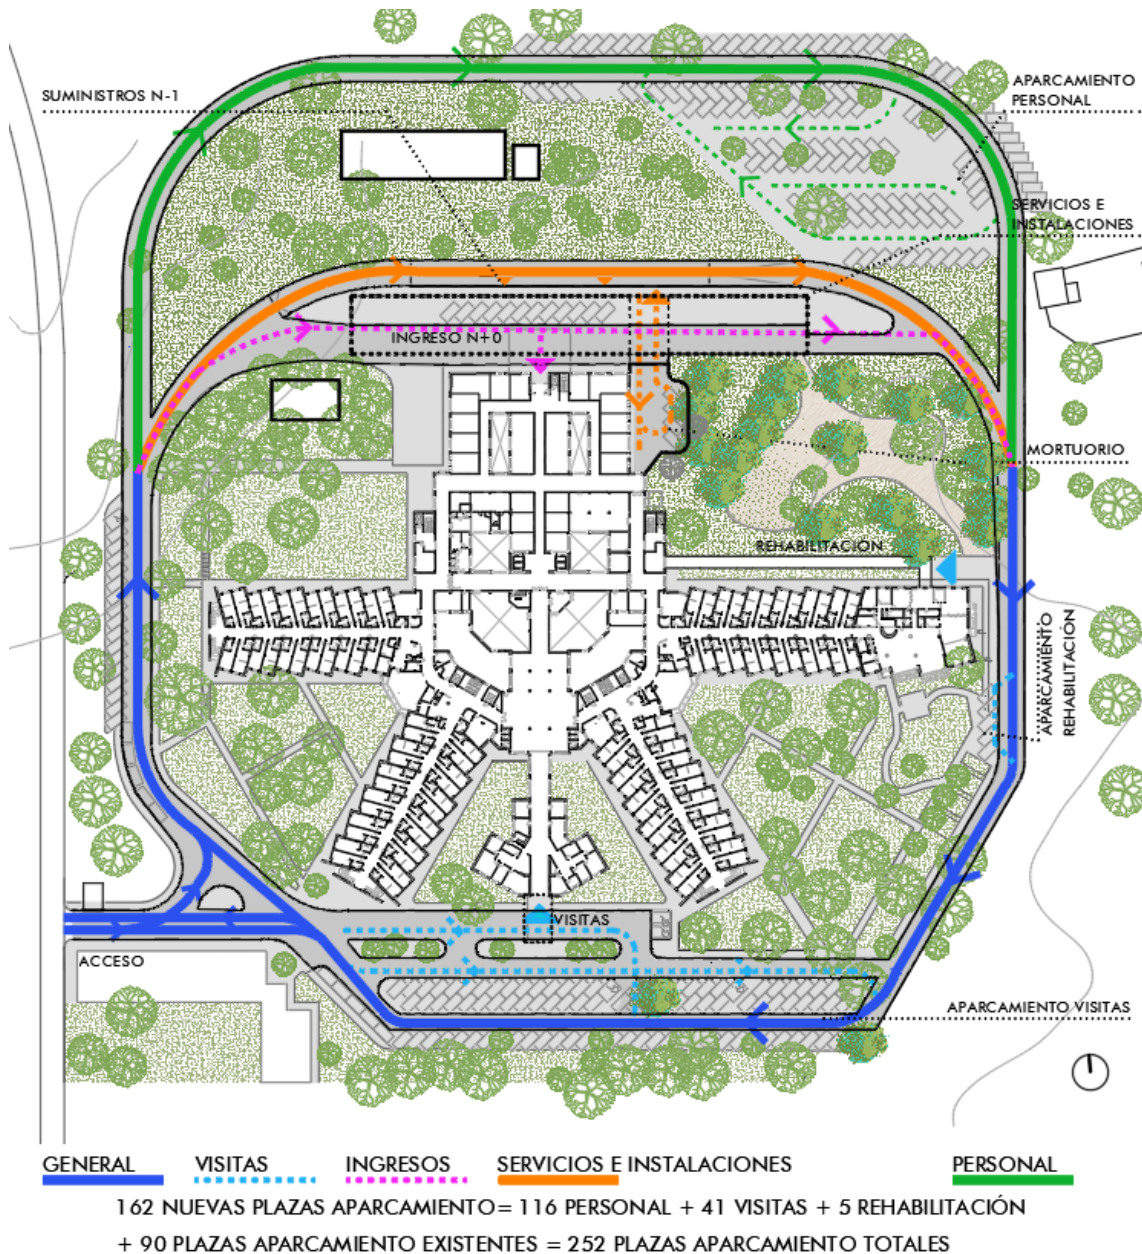 APARCAMIENTO
PERSONAL
SUMINISTROS N-1
SERVICIOS E
INSTALACIONES
INGRESO N+0
MORTUORIO
REHABILITACIÓN
APARCAMIENTO
REHABILITACIÓN
VISITAS
ACCESO
APARCAMIENTO VISITAS
GENERAL VISITAS INGRESOS SERVICIOS E INSTALACIONES PERSONAL
162 NUEVAS PLAZAS APARCAMIENTO= 116 PERSONAL + 41 VISITAS + 5 REHABILITACIÓN
+ 90 PLAZAS APARCAMIENTO EXISTENTES = 252 PLAZAS APARCAMIENTO TOTALES